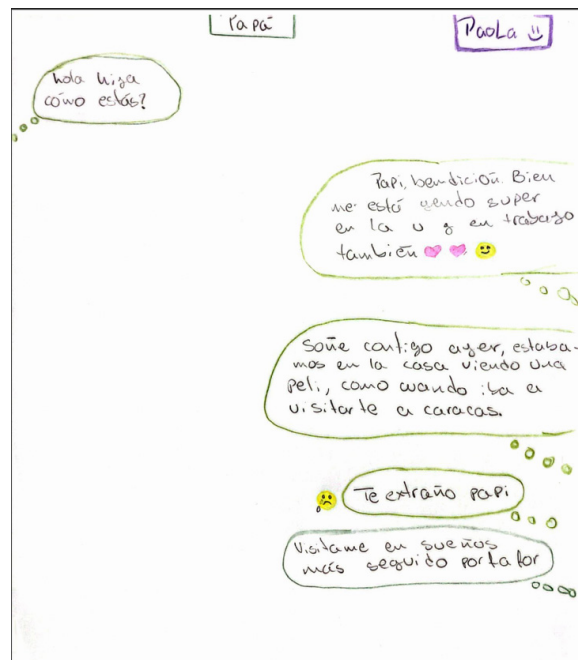 Papá
Paola
hola hija
cómo estás?
Papi, bendición. Bien
me está yendo super
en la u y en trabajo
también
Soñe contigo ayer, estaba-
mos en la casa viendo una
peli, como cuando iba a
visitarte a caracas.
Te extraño papi
Visitame en sueños
más seguido porfa